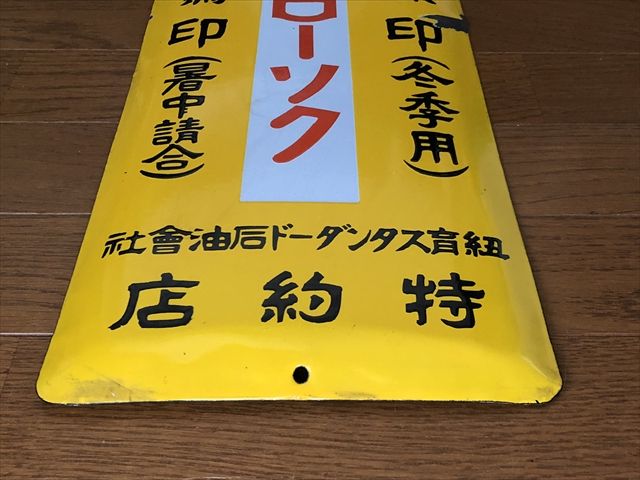 印(冬季用)
ローソク
印(暑中請合)
紐育スタンダード石油會社
特約店